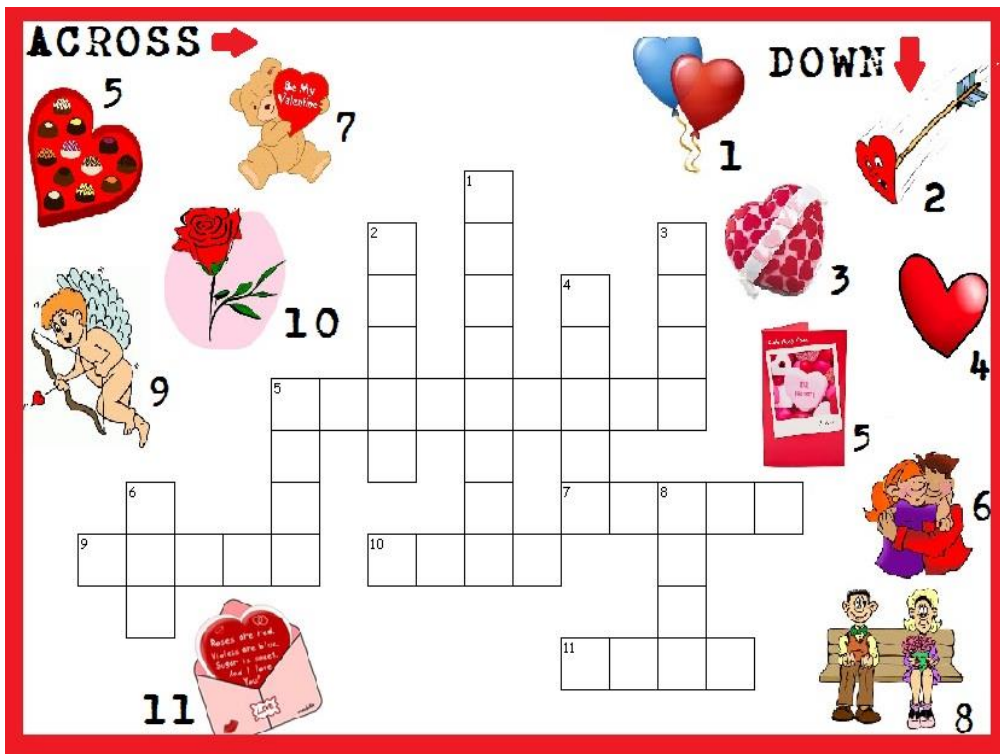 ACROSS
DOWN
5
Be My
Valentine
7
1
2
1
2
3
3
4
10
4
9
5
5
6
7
8
6
9
10
Roses are red,
Violets are blue,
Sugar is sweet,
And I love
You!
LOVE
11
11
8